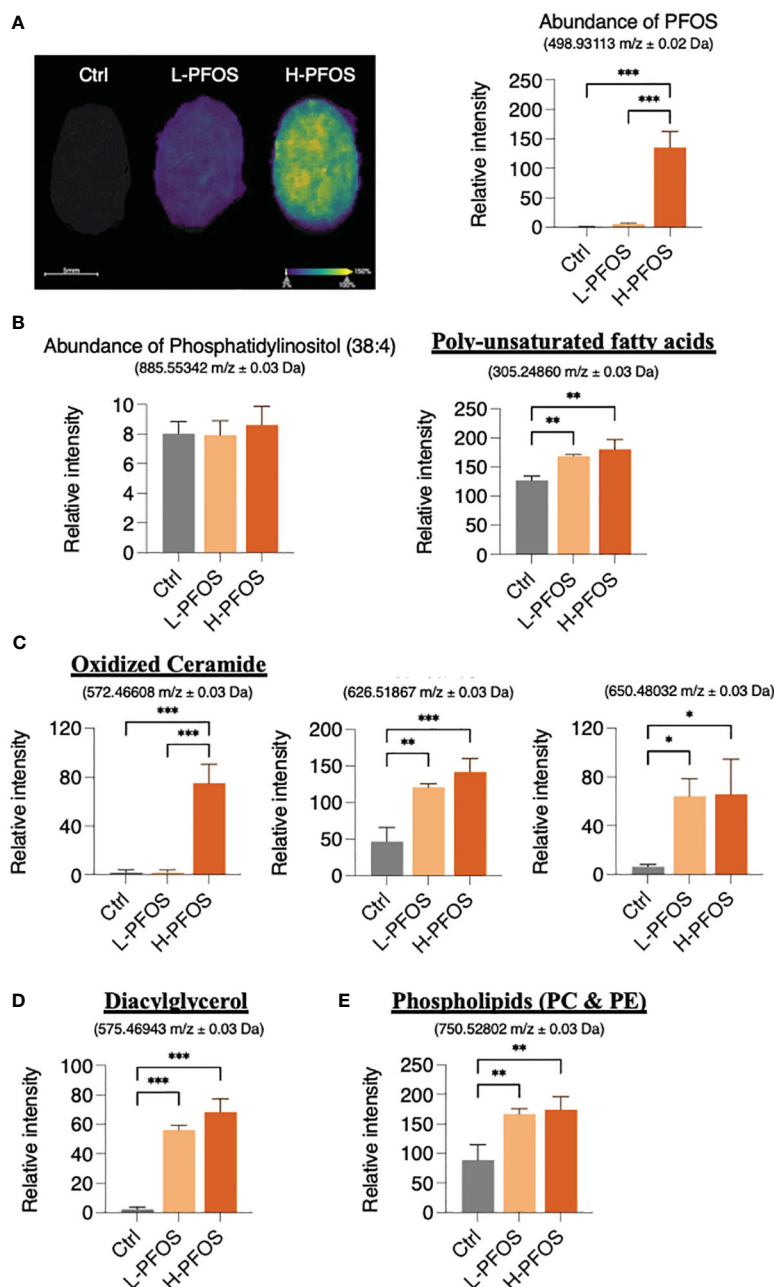 A
Ctrl L-PFOS H-PFOS
5mm
3% 100% 150%
Abundance of PFOS
(498.93113 m/z ± 0.02 Da)
Relative intensity
250
200
150
100
50
0
***
***
Ctrl
L-PFOS
H-PFOS
B
Abundance of Phosphatidylinositol (38:4)
(885.55342 m/z ± 0.03 Da)
Relative intensity
10
8
6
4
2
0
Ctrl
L-PFOS
H-PFOS
Poly-unsaturated fatty acids
(305.24860 m/z ± 0.03 Da)
Relative intensity
250
200
150
100
50
0
**
**
Ctrl
L-PFOS
H-PFOS
C
Oxidized Ceramide
(572.46608 m/z ± 0.03 Da)
Relative intensity
120
80
40
0
***
***
Ctrl
L-PFOS
H-PFOS
(626.51867 m/z ± 0.03 Da)
Relative intensity
200
150
100
50
0
***
**
Ctrl
L-PFOS
H-PFOS
(650.48032 m/z ± 0.03 Da)
Relative intensity
120
80
40
0
*
*
Ctrl
L-PFOS
H-PFOS
D
Diacylglycerol
(575.46943 m/z ± 0.03 Da)
Relative intensity
100
80
60
40
20
0
***
***
Ctrl
L-PFOS
H-PFOS
E
Phospholipids (PC & PE)
(750.52802 m/z ± 0.03 Da)
Relative intensity
250
200
150
100
50
0
**
**
Ctrl
L-PFOS
H-PFOS